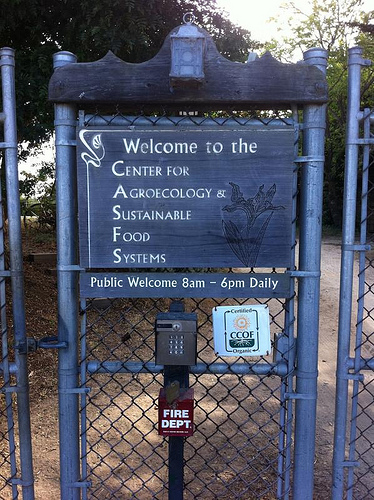 Welcome to the
CENTER FOR
AGROECOLOGY &
SUSTAINABLE
FOOD
SYSTEMS
Public Welcome 8am - 6pm Daily
Certified
CCOF
Organic
FIRE
DEPT.